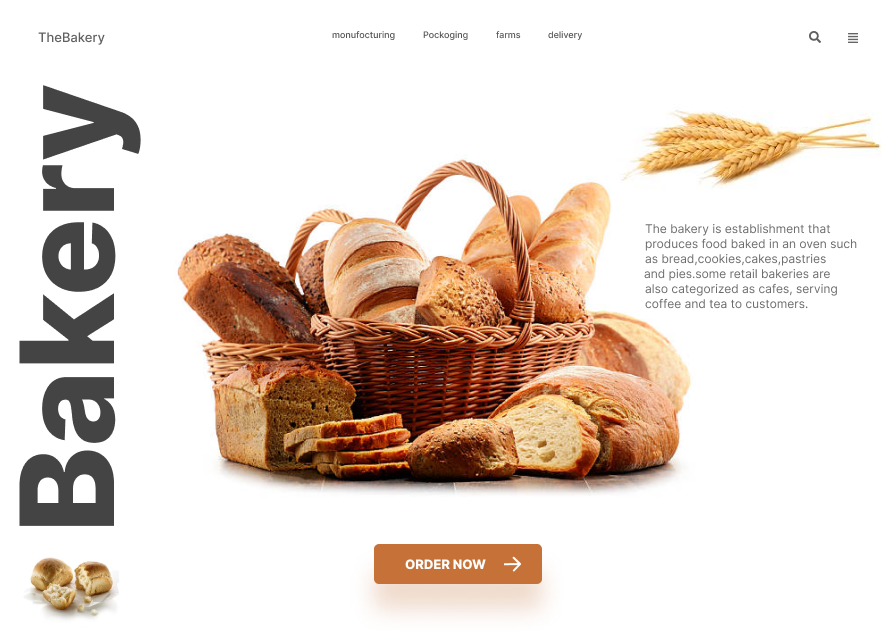 TheBakery
monufocturing
Pockoging
farms
delivery
Bakery
The bakery is establishment that
produces food baked in an oven such
as bread,cookies,cakes,pastries
and pies.some retail bakeries are
also categorized as cafes, serving
coffee and tea to customers.
ORDER NOW